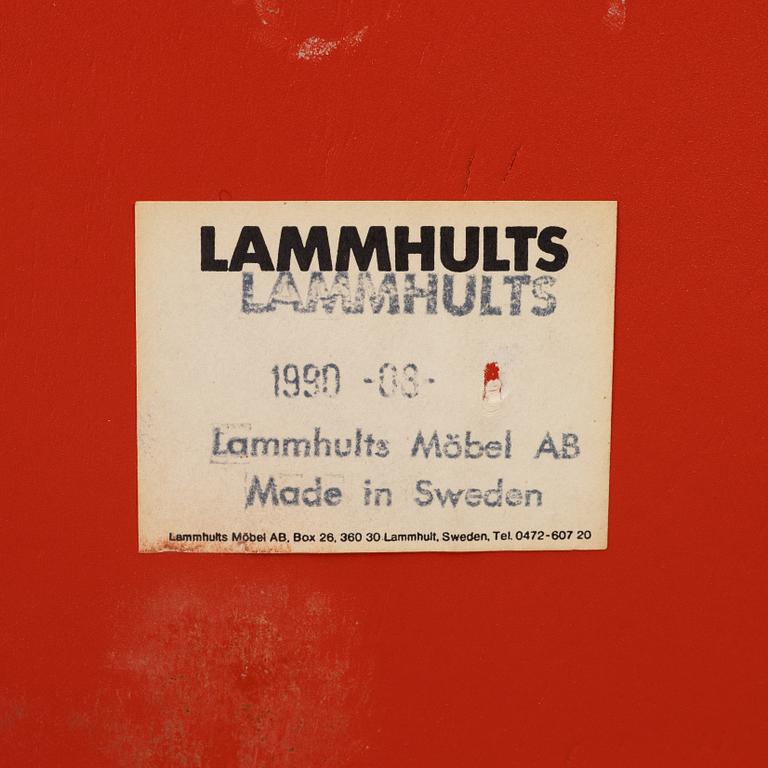 LAMMHULTS
LAMMHULTS
1990 -08-
Lammhults Möbel AB
Made in Sweden
Lammhults Möbel AB, Box 26, 360 30 Lammhult, Sweden, Tel. 0472-607 20